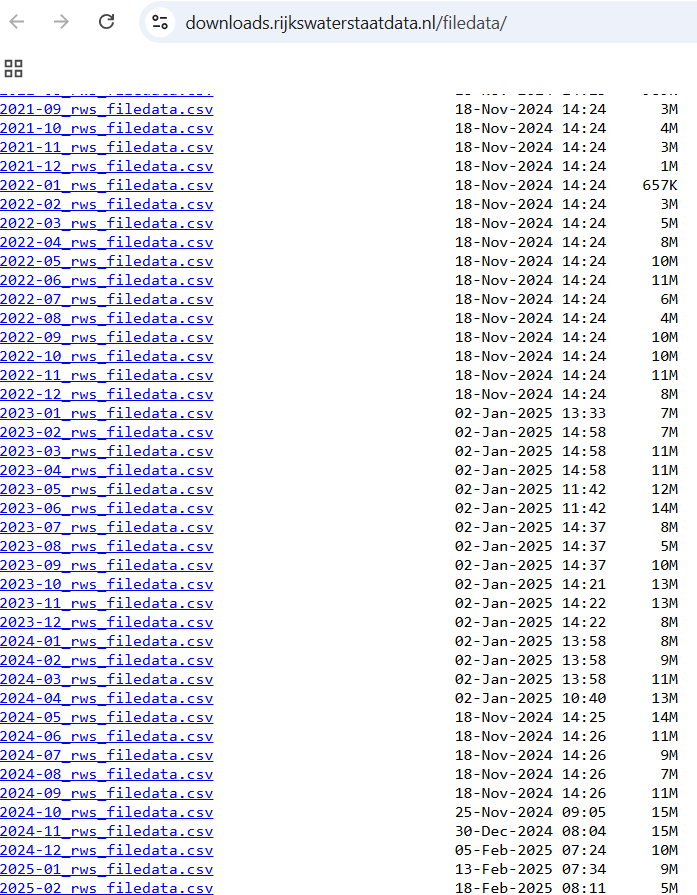 downloads.rijkswaterstaatdata.nl/filedata/
2021-09_rws_filedata.csv 18-Nov-2024 14:24 3M
2021-10_rws_filedata.csv 18-Nov-2024 14:24 4M
2021-11_rws_filedata.csv 18-Nov-2024 14:24 3M
2021-12_rws_filedata.csv 18-Nov-2024 14:24 1M
2022-01_rws_filedata.csv 18-Nov-2024 14:24 657K
2022-02_rws_filedata.csv 18-Nov-2024 14:24 3M
2022-03_rws_filedata.csv 18-Nov-2024 14:24 5M
2022-04_rws_filedata.csv 18-Nov-2024 14:24 8M
2022-05_rws_filedata.csv 18-Nov-2024 14:24 10M
2022-06_rws_filedata.csv 18-Nov-2024 14:24 11M
2022-07_rws_filedata.csv 18-Nov-2024 14:24 6M
2022-08_rws_filedata.csv 18-Nov-2024 14:24 4M
2022-09_rws_filedata.csv 18-Nov-2024 14:24 10M
2022-10_rws_filedata.csv 18-Nov-2024 14:24 10M
2022-11_rws_filedata.csv 18-Nov-2024 14:24 11M
2022-12_rws_filedata.csv 18-Nov-2024 14:24 8M
2023-01_rws_filedata.csv 02-Jan-2025 13:33 7M
2023-02_rws_filedata.csv 02-Jan-2025 14:58 7M
2023-03_rws_filedata.csv 02-Jan-2025 14:58 11M
2023-04_rws_filedata.csv 02-Jan-2025 14:58 11M
2023-05_rws_filedata.csv 02-Jan-2025 11:42 12M
2023-06_rws_filedata.csv 02-Jan-2025 11:42 14M
2023-07_rws_filedata.csv 02-Jan-2025 14:37 8M
2023-08_rws_filedata.csv 02-Jan-2025 14:37 5M
2023-09_rws_filedata.csv 02-Jan-2025 14:37 10M
2023-10_rws_filedata.csv 02-Jan-2025 14:21 13M
2023-11_rws_filedata.csv 02-Jan-2025 14:22 13M
2023-12_rws_filedata.csv 02-Jan-2025 14:22 8M
2024-01_rws_filedata.csv 02-Jan-2025 13:58 8M
2024-02_rws_filedata.csv 02-Jan-2025 13:58 9M
2024-03_rws_filedata.csv 02-Jan-2025 13:58 11M
2024-04_rws_filedata.csv 02-Jan-2025 10:40 13M
2024-05_rws_filedata.csv 18-Nov-2024 14:25 14M
2024-06_rws_filedata.csv 18-Nov-2024 14:26 11M
2024-07_rws_filedata.csv 18-Nov-2024 14:26 9M
2024-08_rws_filedata.csv 18-Nov-2024 14:26 7M
2024-09_rws_filedata.csv 18-Nov-2024 14:26 11M
2024-10_rws_filedata.csv 25-Nov-2024 09:05 15M
2024-11_rws_filedata.csv 30-Dec-2024 08:04 15M
2024-12_rws_filedata.csv 05-Feb-2025 07:24 10M
2025-01_rws_filedata.csv 13-Feb-2025 07:34 9M
2025-02_rws_filedata.csv 18-Feb-2025 08:11 5M